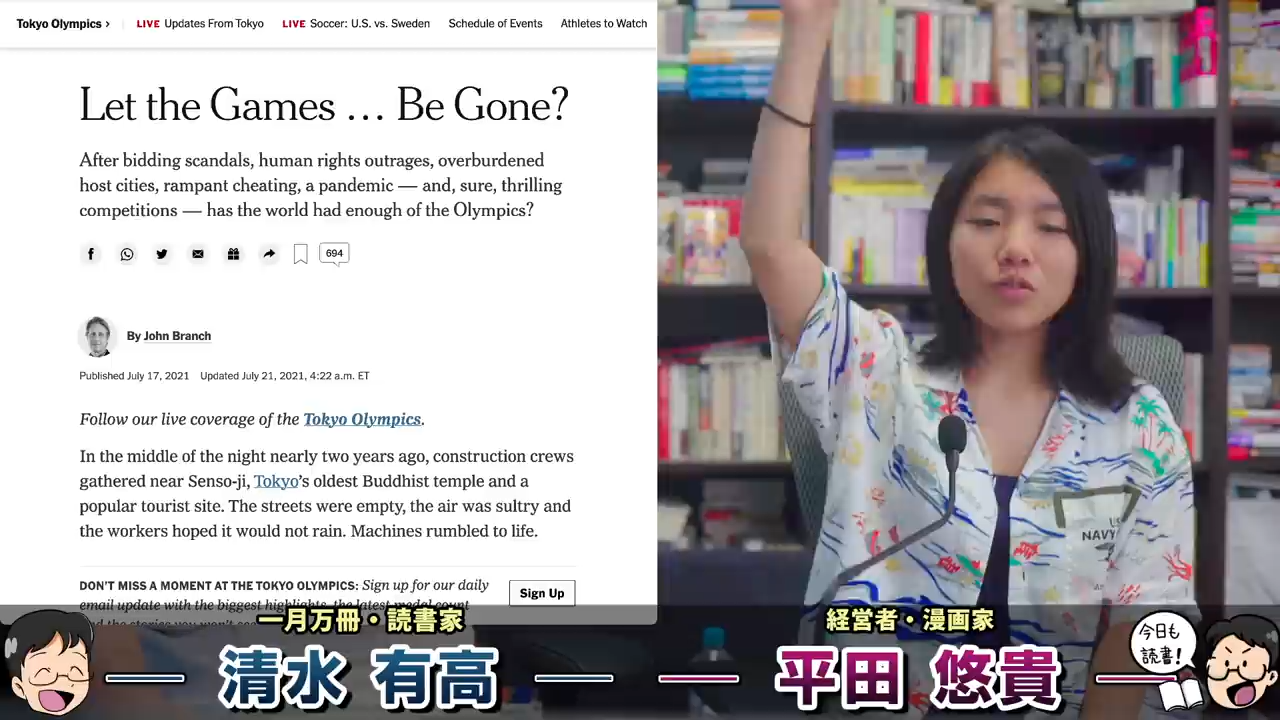 Tokyo Olympics › LIVE Updates From Tokyo LIVE Soccer: U.S. vs. Sweden Schedule of Events Athletes to Watch
Let the Games … Be Gone?
After bidding scandals, human rights outrages, overburdened
host cities, rampant cheating, a pandemic — and, sure, thrilling
competitions — has the world had enough of the Olympics?
694
By John Branch
Published July 17, 2021 Updated July 21, 2021, 4:22 a.m. ET
Follow our live coverage of the Tokyo Olympics.
In the middle of the night nearly two years ago, construction crews
gathered near Senso-ji, Tokyo’s oldest Buddhist temple and a
popular tourist site. The streets were empty, the air was sultry and
the workers hoped it would not rain. Machines rumbled to life.
DON’T MISS A MOMENT AT THE TOKYO OLYMPICS: Sign up for our daily
email update with the biggest highlights, the latest medal count
Sign Up
NAVY
一月万冊・読書家
清水 有高
経営者・漫画家
平田 悠貴
今日も
読書!